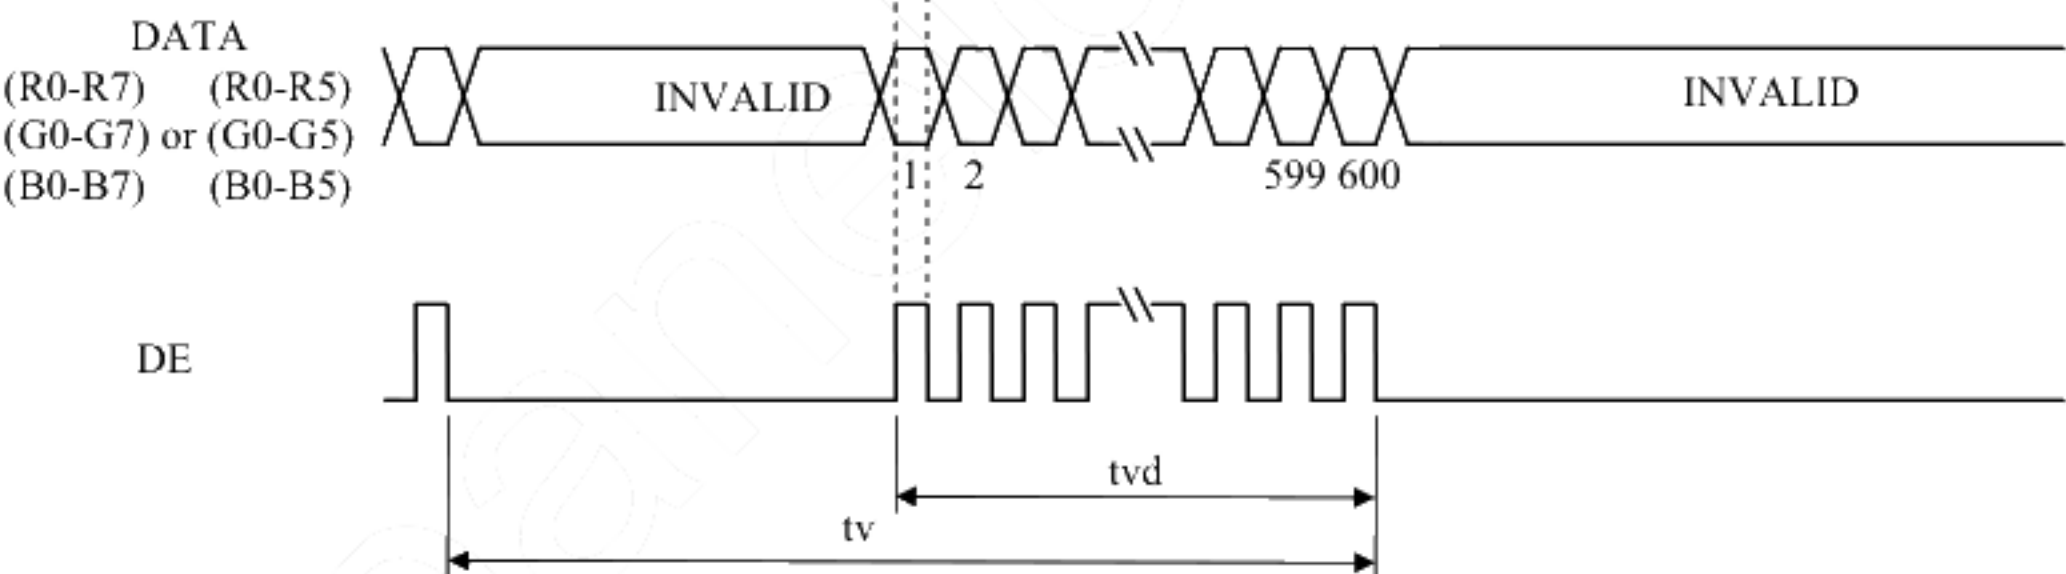 DATA
(R0-R7) (R0-R5)
(G0-G7) or (G0-G5)
(B0-B7) (B0-B5)
INVALID
INVALID
1 2 599 600
DE
tvd
tv